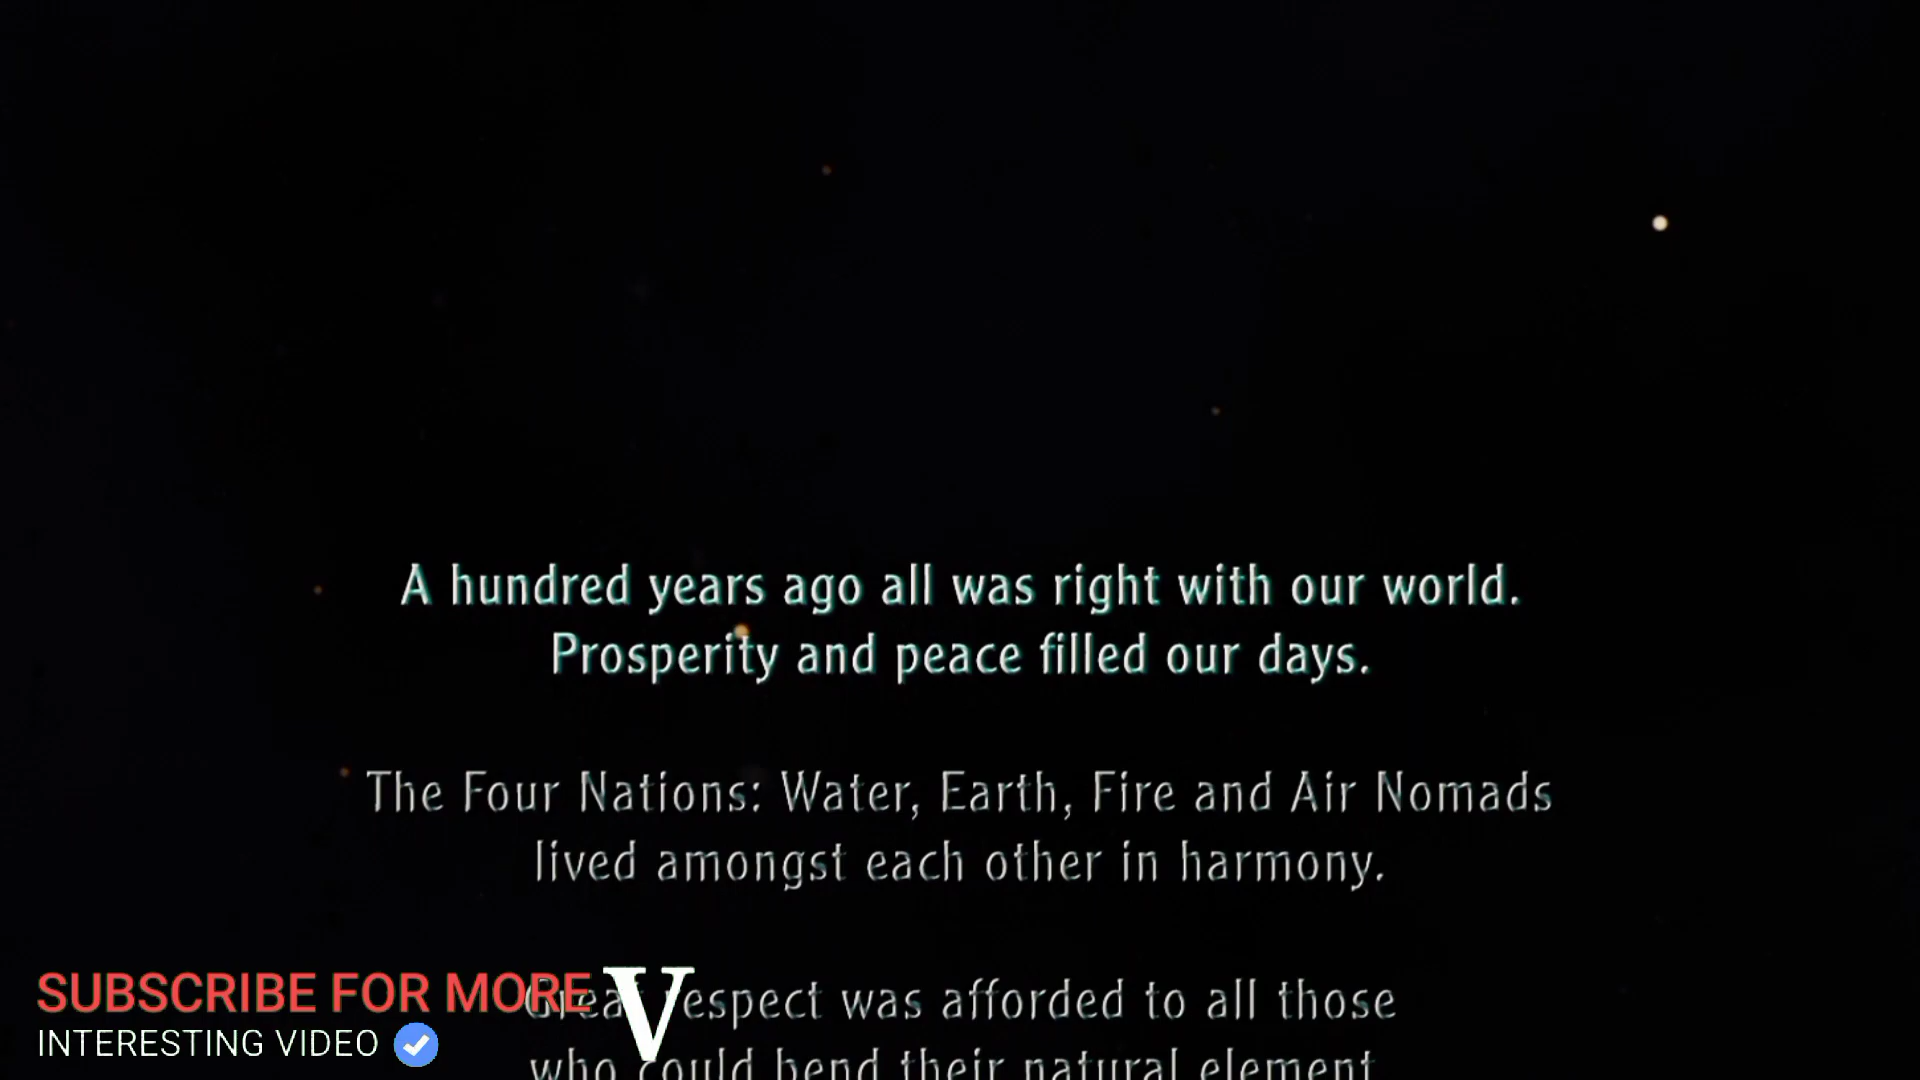 A hundred years ago all was right with our world.
Prosperity and peace filled our days.
The Four Nations: Water, Earth, Fire and Air Nomads
lived amongst each other in harmony.
Great respect was afforded to all those
who could bend their natural element.
SUBSCRIBE FOR MORE
INTERESTING VIDEO
V